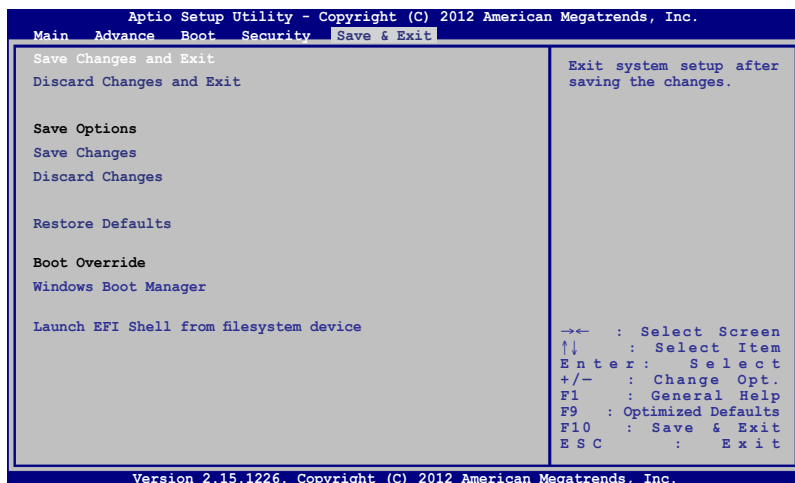 Aptio Setup Utility - Copyright (C) 2012 American Megatrends, Inc.
Main Advance Boot Security Save & Exit
Save Changes and Exit
Discard Changes and Exit
Save Options
Save Changes
Discard Changes
Restore Defaults
Boot Override
Windows Boot Manager
Launch EFI Shell from filesystem device
Exit system setup after
saving the changes.
→← : Select Screen
↑↓ : Select Item
Enter: Select
+/— : Change Opt.
F1 : General Help
F9 : Optimized Defaults
F10 : Save & Exit
ESC : Exit
Version 2.15.1226. Copyright (C) 2012 American Megatrends, Inc.